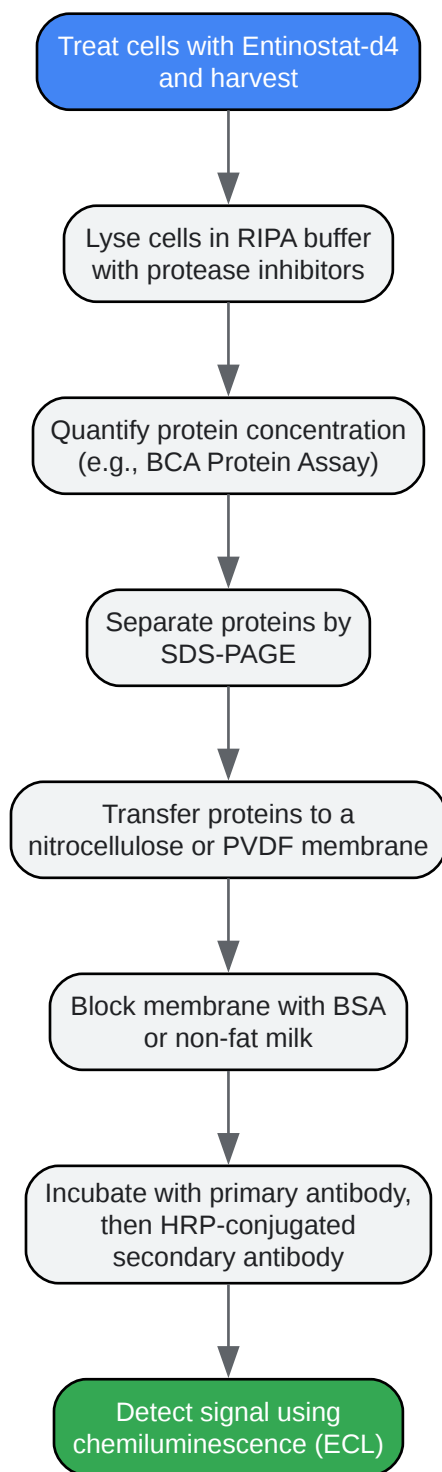 Treat cells with Entinostat-d4
and harvest
Lyse cells in RIPA buffer
with protease inhibitors
Quantify protein concentration
(e.g., BCA Protein Assay)
Separate proteins by
SDS-PAGE
Transfer proteins to a
nitrocellulose or PVDF membrane
Block membrane with BSA
or non-fat milk
Incubate with primary antibody,
then HRP-conjugated
secondary antibody
Detect signal using
chemiluminescence (ECL)